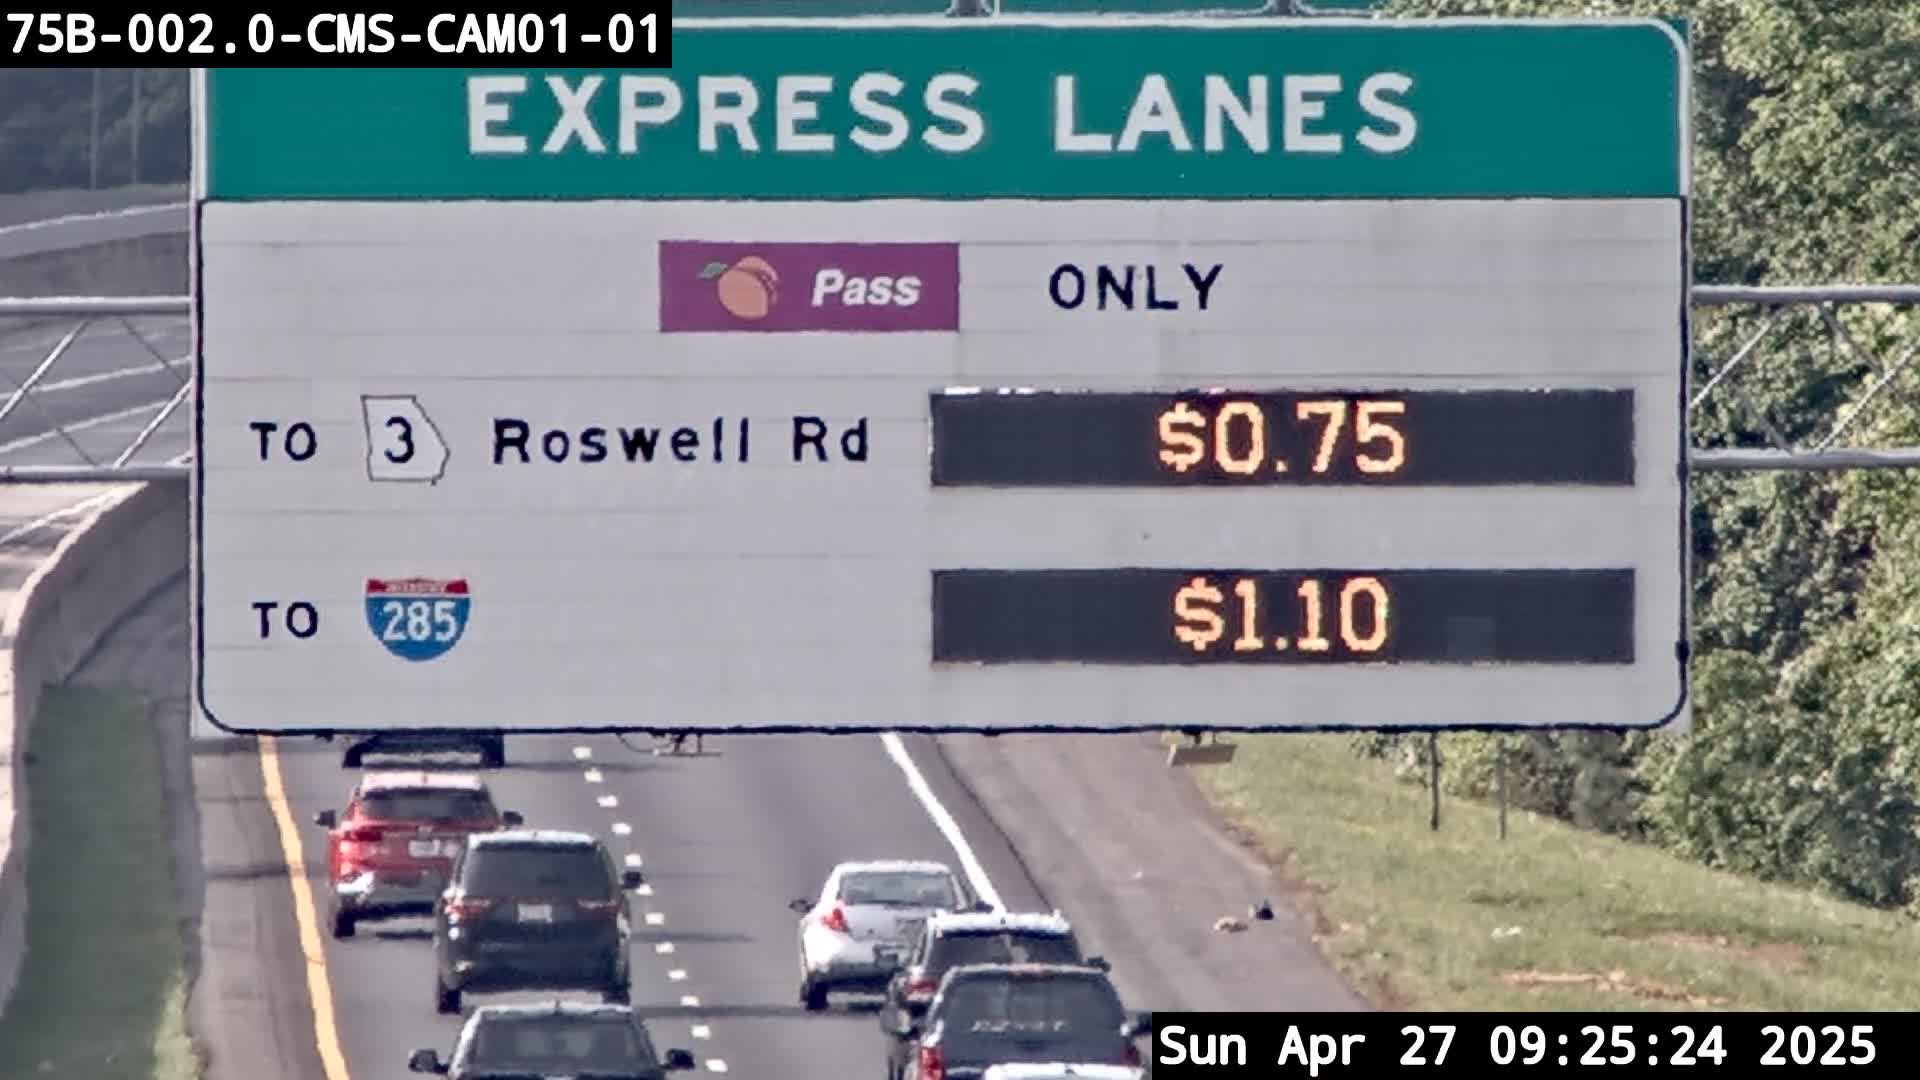 75B-002.0-CMS-CAM01-01
EXPRESS LANES
Pass ONLY
TO 3 Roswell Rd $0.75
TO 285 $1.10
Sun Apr 27 09:25:24 2025